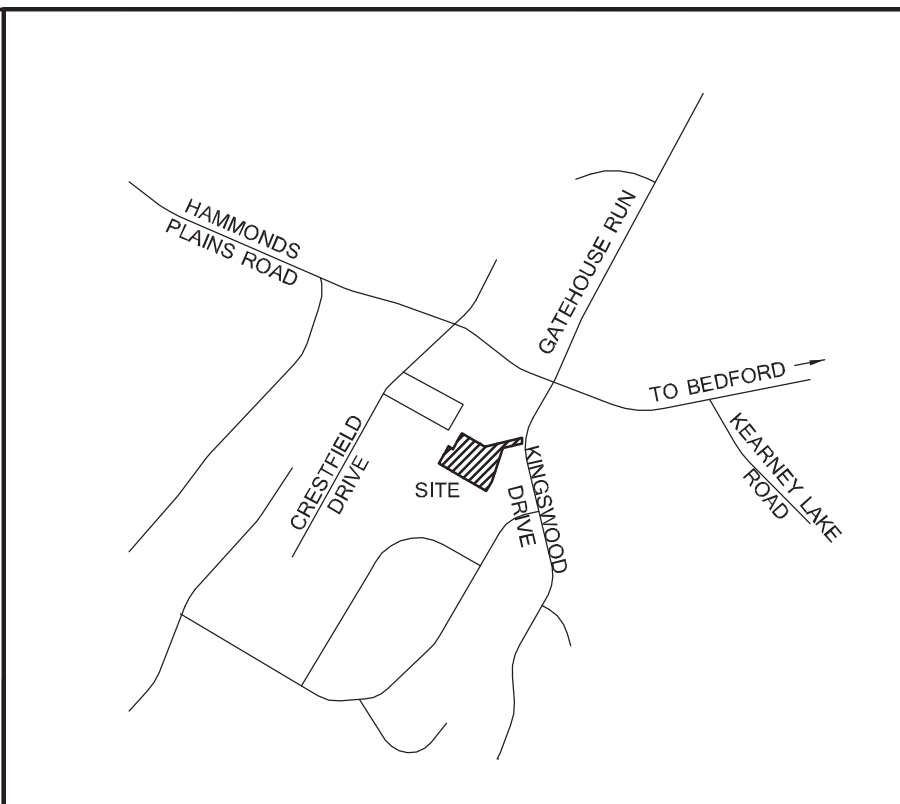 HAMMONDS
PLAINS ROAD
GATEHOUSE RUN
TO BEDFORD
KEARNEY LAKE
ROAD
CRESTFIELD
DRIVE
SITE
KINGSWOOD
DRIVE